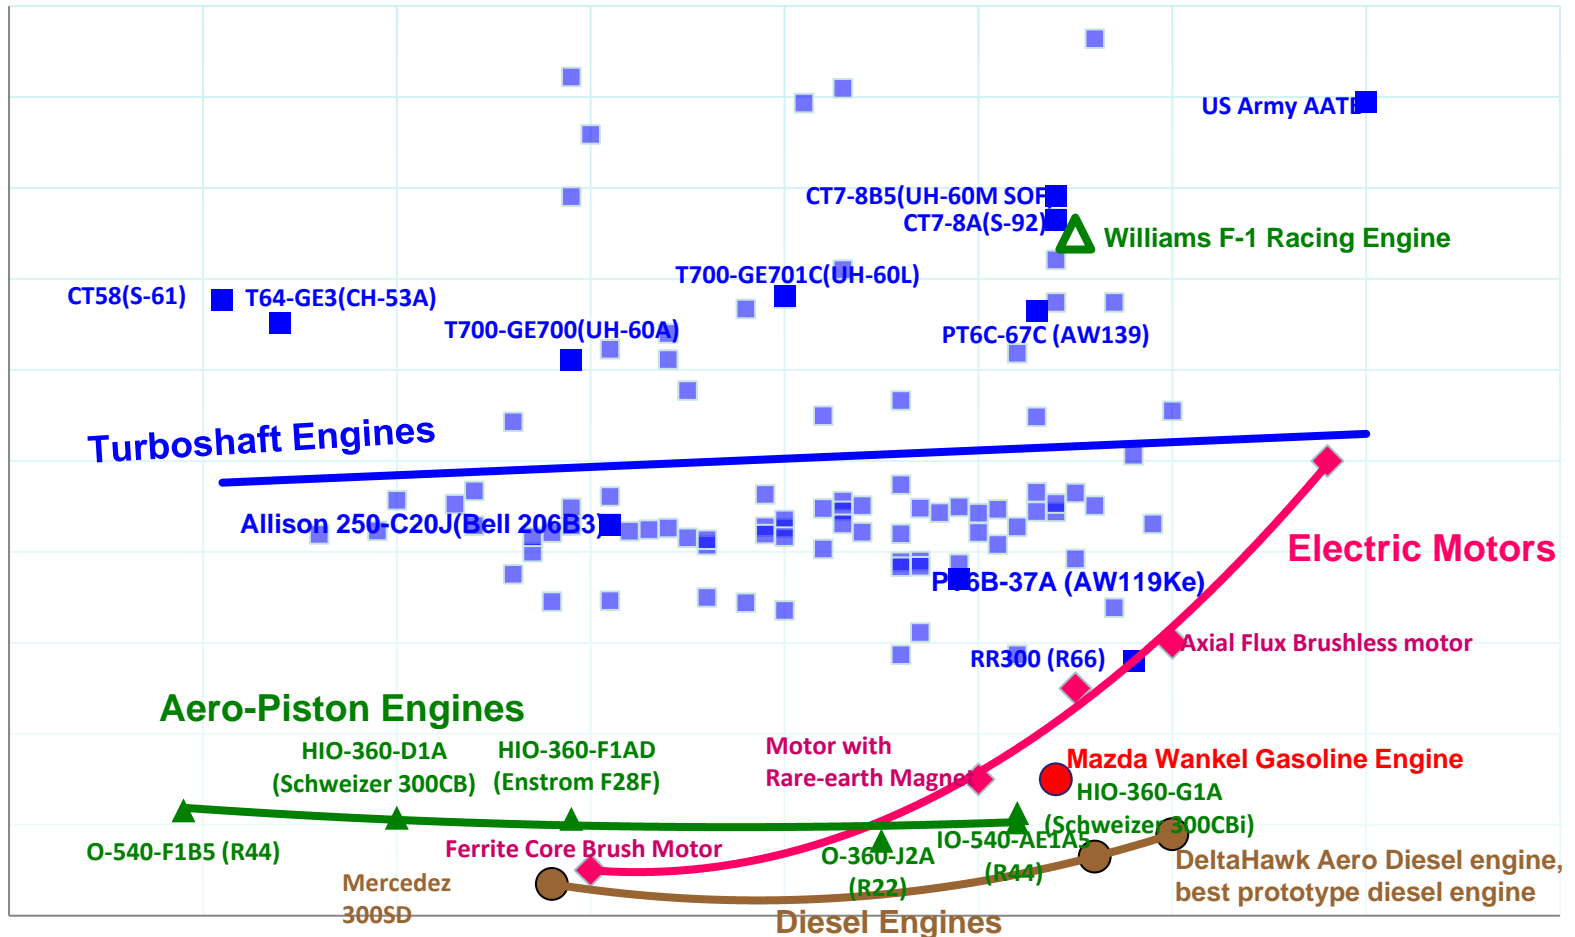 US Army AATE
CT7-8B5(UH-60M SOF)
CT7-8A(S-92)
Williams F-1 Racing Engine
T700-GE701C(UH-60L)
CT58(S-61)
T64-GE3(CH-53A)
T700-GE700(UH-60A)
PT6C-67C (AW139)
Turboshaft Engines
Allison 250-C20J(Bell 206B3)
Electric Motors
PT6B-37A (AW119Ke)
Axial Flux Brushless motor
RR300 (R66)
Aero-Piston Engines
HIO-360-D1A
(Schweizer 300CB)
HIO-360-F1AD
(Enstrom F28F)
Motor with
Rare-earth Magnet
Mazda Wankel Gasoline Engine
HIO-360-G1A
(Schweizer 300CBi)
O-540-F1B5 (R44)
Ferrite Core Brush Motor
O-360-J2A
(R22)
IO-540-AE1A5
(R44)
DeltaHawk Aero Diesel engine,
best prototype diesel engine
Mercedez
300SD
Diesel Engines